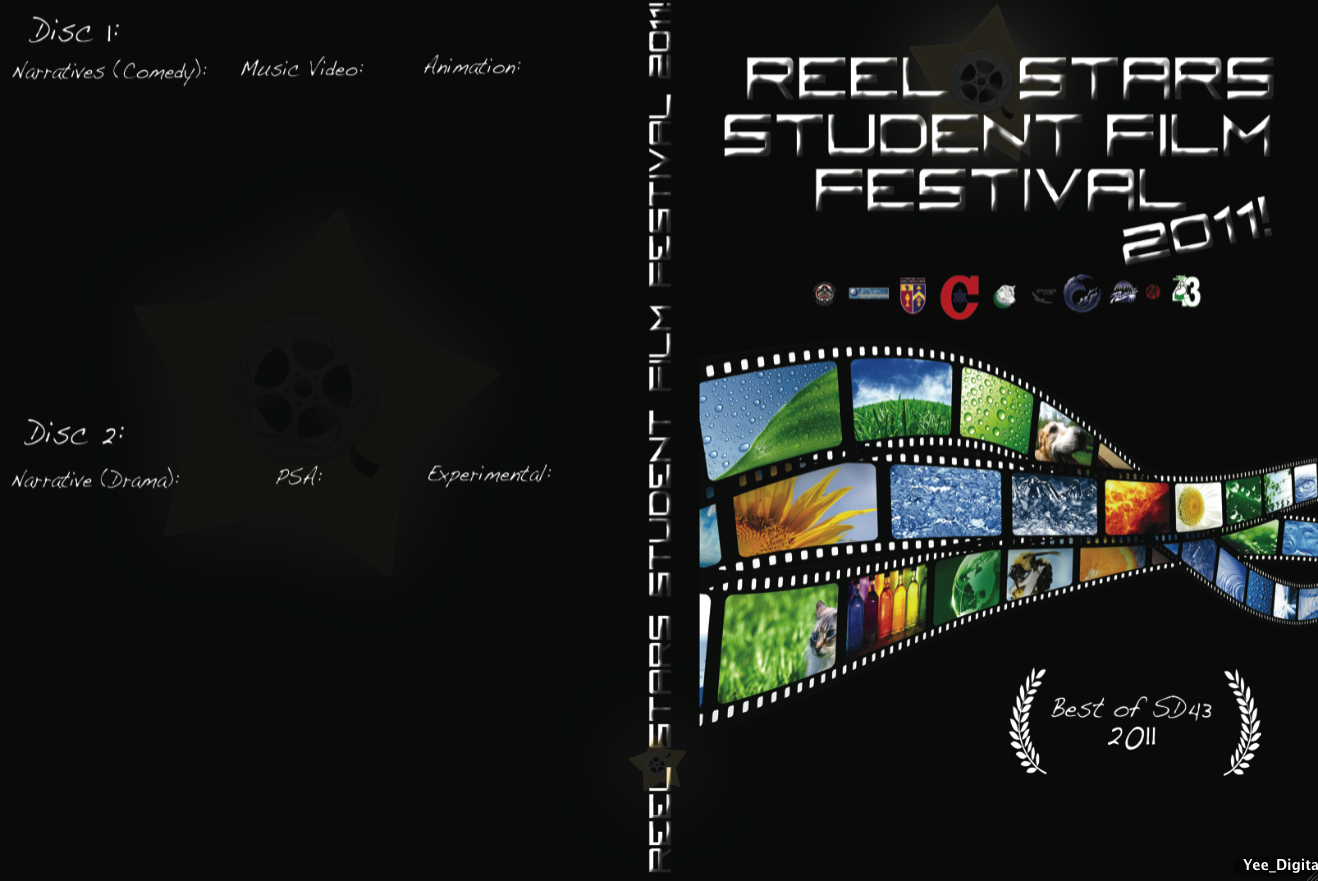 Disc 1:
Narratives (Comedy): Music Video: Animation:
Disc 2:
Narrative (Drama): PSA: Experimental:
REEL STARS STUDENT FILM FESTIVAL 2011!
REEL STARS
STUDENT FILM
FESTIVAL
2011!
C
43
Best of SD43
2011
Yee_Digita